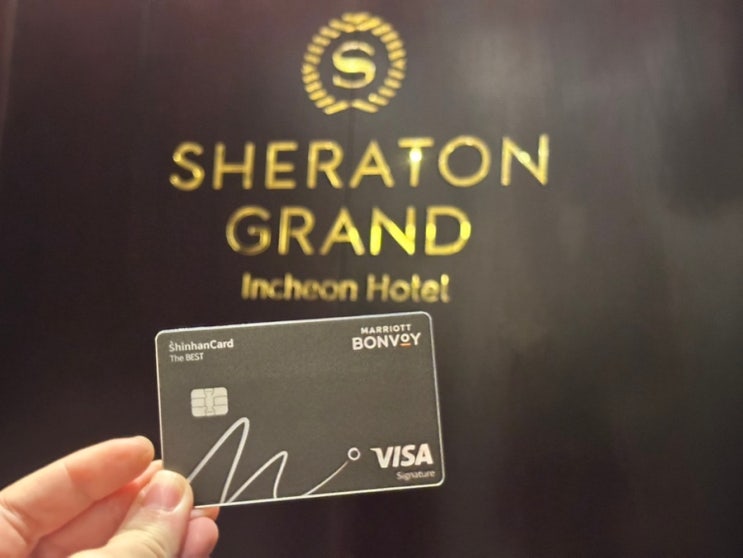 S
SHERATON
GRAND
Incheon Hotel
ShinhanCard
The BEST
MARRIOTT
BONVOY
VISA
Signature